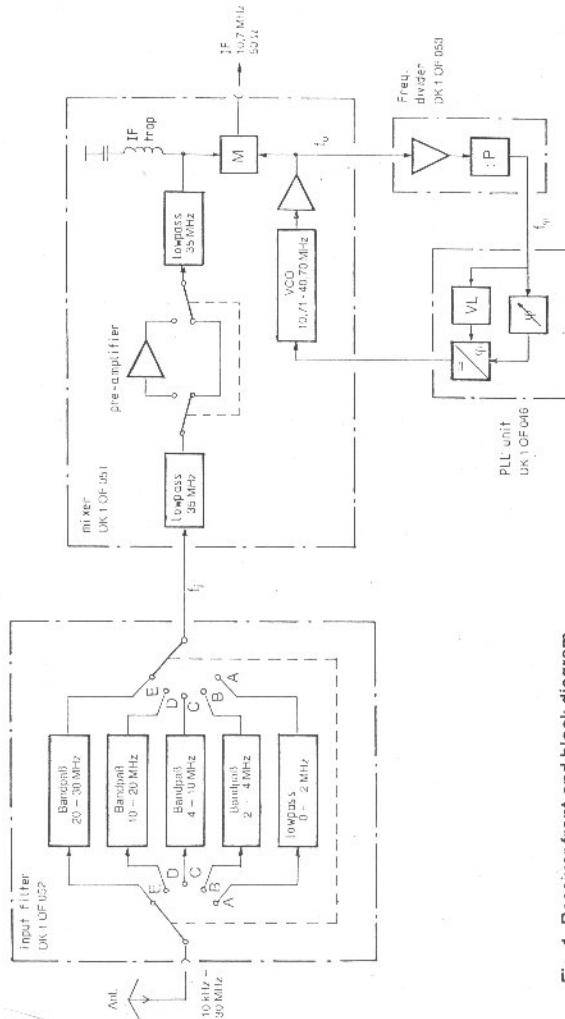 Ant.
10 kHz –
30 MHz
input filter
DK 1 OF 052
E
D
C
B
A
Bandpaß
20 – 30 MHz
Bandpaß
10 – 20 MHz
Bandpaß
4 – 10 MHz
Bandpaß
2 – 4 MHz
lowpass
0 – 2 MHz
E
D
C
B
A
fi
mixer
DK 1 OF 051
lowpass
35 MHz
pre-amplifier
lowpass
35 MHz
IF
trap
M
IF
10,7 MHz
50 Ω
VCO
10,71 - 40,70 MHz
fo
Freq.
divider
DK 1 OF 053
:P
fφ
PLL unit
DK 1 OF 046
VL
φ
=
φ
Fig. 1: Receiver front end block diagram